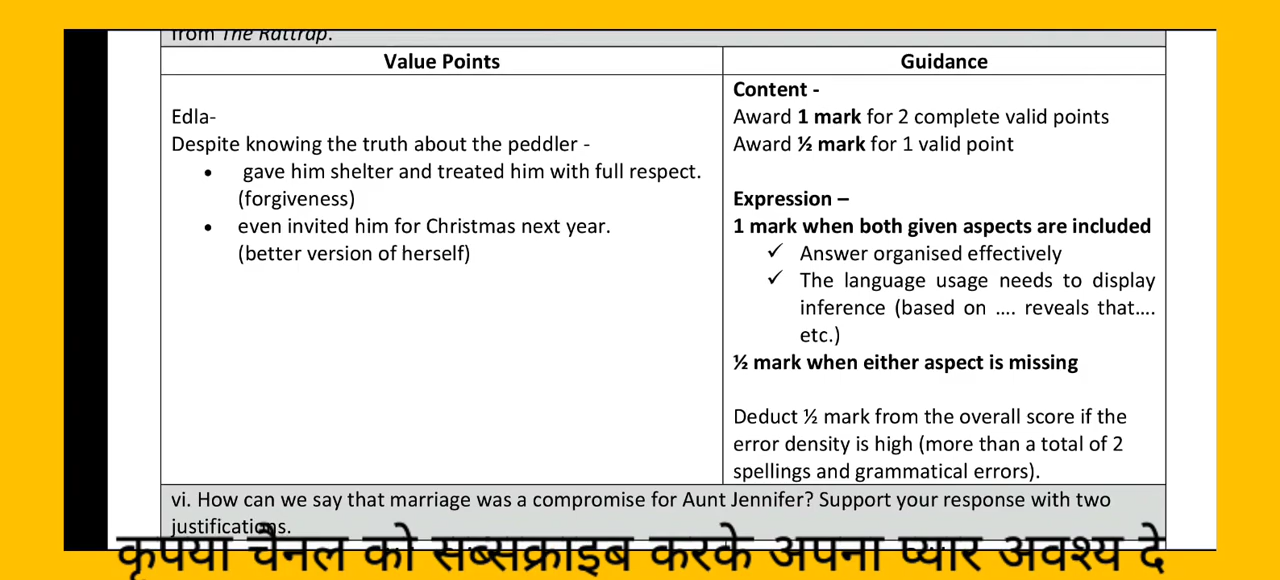 from The Rattrap.
Value Points
Guidance
Edla-
Despite knowing the truth about the peddler -
• gave him shelter and treated him with full respect.
(forgiveness)
• even invited him for Christmas next year.
(better version of herself)
Content -
Award 1 mark for 2 complete valid points
Award ½ mark for 1 valid point
Expression –
1 mark when both given aspects are included
✓ Answer organised effectively
✓ The language usage needs to display
inference (based on …. reveals that….
etc.)
½ mark when either aspect is missing
Deduct ½ mark from the overall score if the
error density is high (more than a total of 2
spellings and grammatical errors).
vi. How can we say that marriage was a compromise for Aunt Jennifer? Support your response with two
justifications.
कृपया चैनल को सब्सक्राइब करके अपना प्यार अवश्य दे